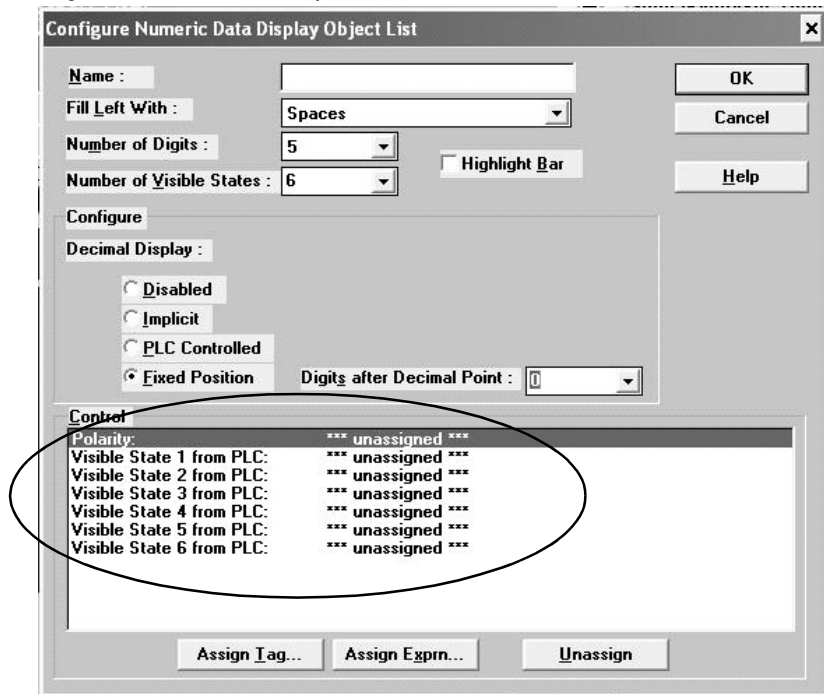 Configure Numeric Data Display Object List
Name :
OK
Fill Left With : Spaces
Cancel
Number of Digits : 5
Highlight Bar
Number of Visible States : 6
Help
Configure
Decimal Display :
Disabled
Implicit
PLC Controlled
Fixed Position Digits after Decimal Point : 0
Control
Polarity: *** unassigned ***
Visible State 1 from PLC: *** unassigned ***
Visible State 2 from PLC: *** unassigned ***
Visible State 3 from PLC: *** unassigned ***
Visible State 4 from PLC: *** unassigned ***
Visible State 5 from PLC: *** unassigned ***
Visible State 6 from PLC: *** unassigned ***
Assign Tag... Assign Exprn... Unassign